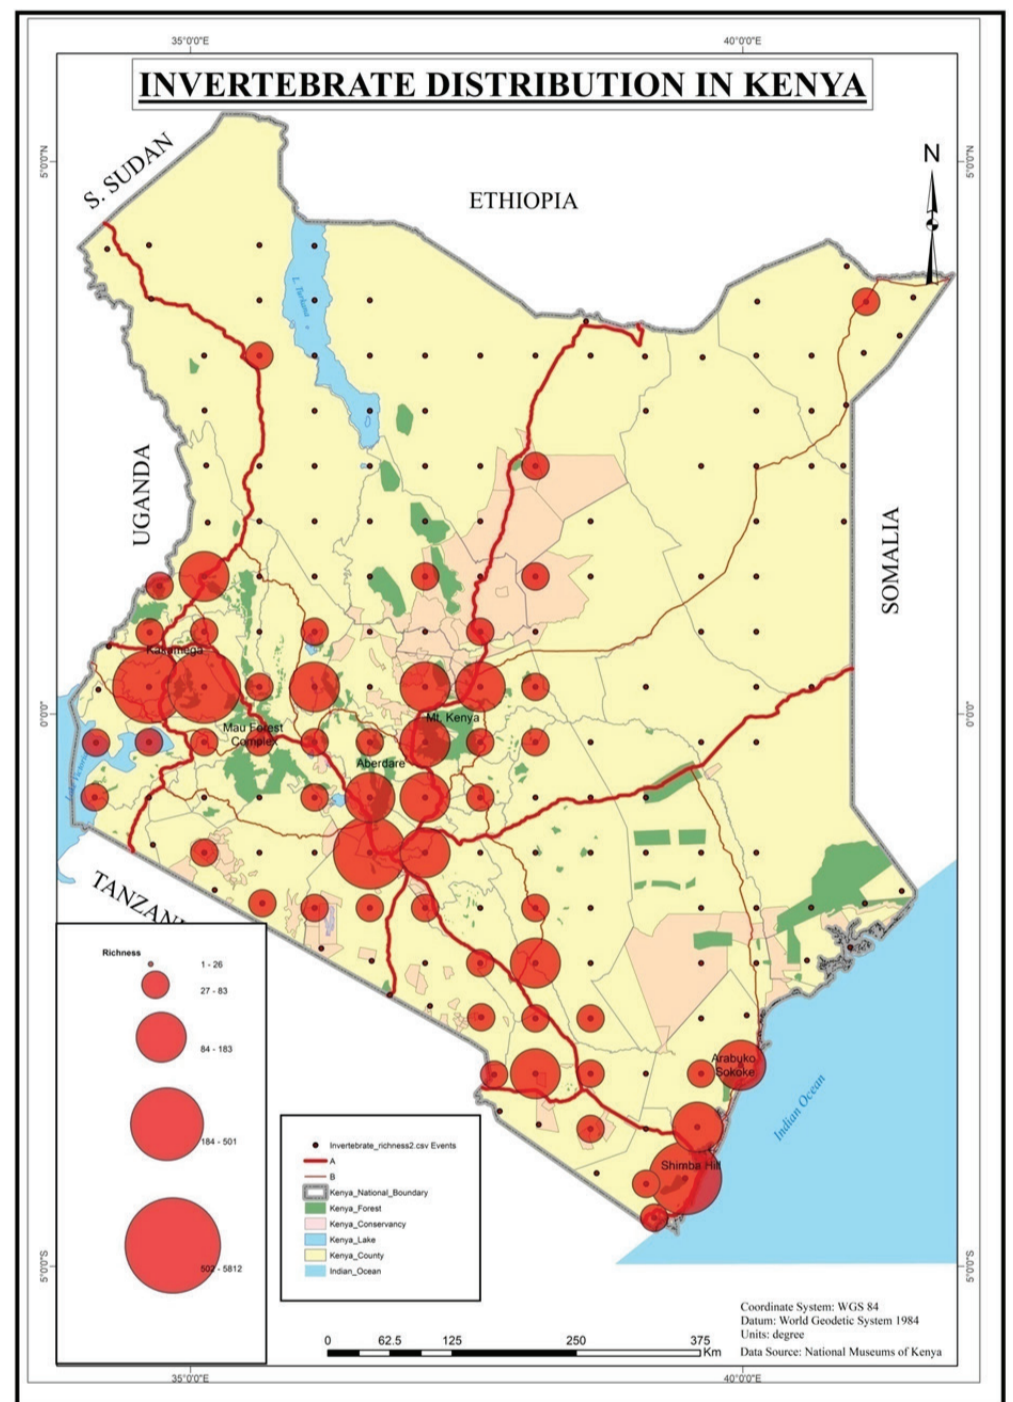 35°0'0"E
40°0'0"E
INVERTEBRATE DISTRIBUTION IN KENYA
5°0'0"N
5°0'0"N
S. SUDAN
ETHIOPIA
N
L. Turkana
UGANDA
SOMALIA
Kakamega
0°0'0"
0°0'0"
Mt. Kenya
Mau Forest
Complex
Aberdare
Lake Victoria
TANZANI
Richness
1 - 26
27 - 83
84 - 183
184 - 501
502 - 5812
Arabuko
Sokoke
Indian Ocean
Shimba Hill
Invertebrate_richness2.csv Events
A
B
Kenya_National_Boundary
Kenya_Forest
Kenya_Conservancy
Kenya_Lake
Kenya_County
Indian_Ocean
5°0'0"S
5°0'0"S
0 62.5 125 250 375
Km
Coordinate System: WGS 84
Datum: World Geodetic System 1984
Units: degree
Data Source: National Museums of Kenya
35°0'0"E
40°0'0"E